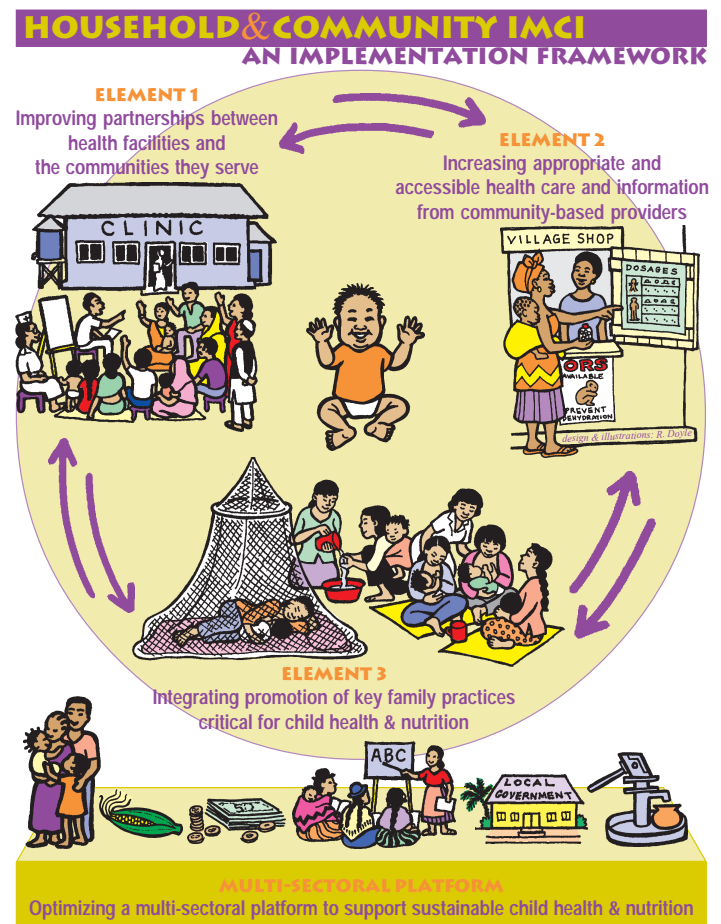 HOUSEHOLD & COMMUNITY IMCI
AN IMPLEMENTATION FRAMEWORK
ELEMENT 1
Improving partnerships between
health facilities and
the communities they serve
ELEMENT 2
Increasing appropriate and
accessible health care and information
from community-based providers
CLINIC
VILLAGE SHOP
DOSAGES
ORS
AVAILABLE
PREVENT
DEHYDRATION
design & illustrations: R. Doyle
ELEMENT 3
Integrating promotion of key family practices
critical for child health & nutrition
ABC
50
LOCAL
GOVERNMENT
MULTI-SECTORAL PLATFORM
Optimizing a multi-sectoral platform to support sustainable child health & nutrition